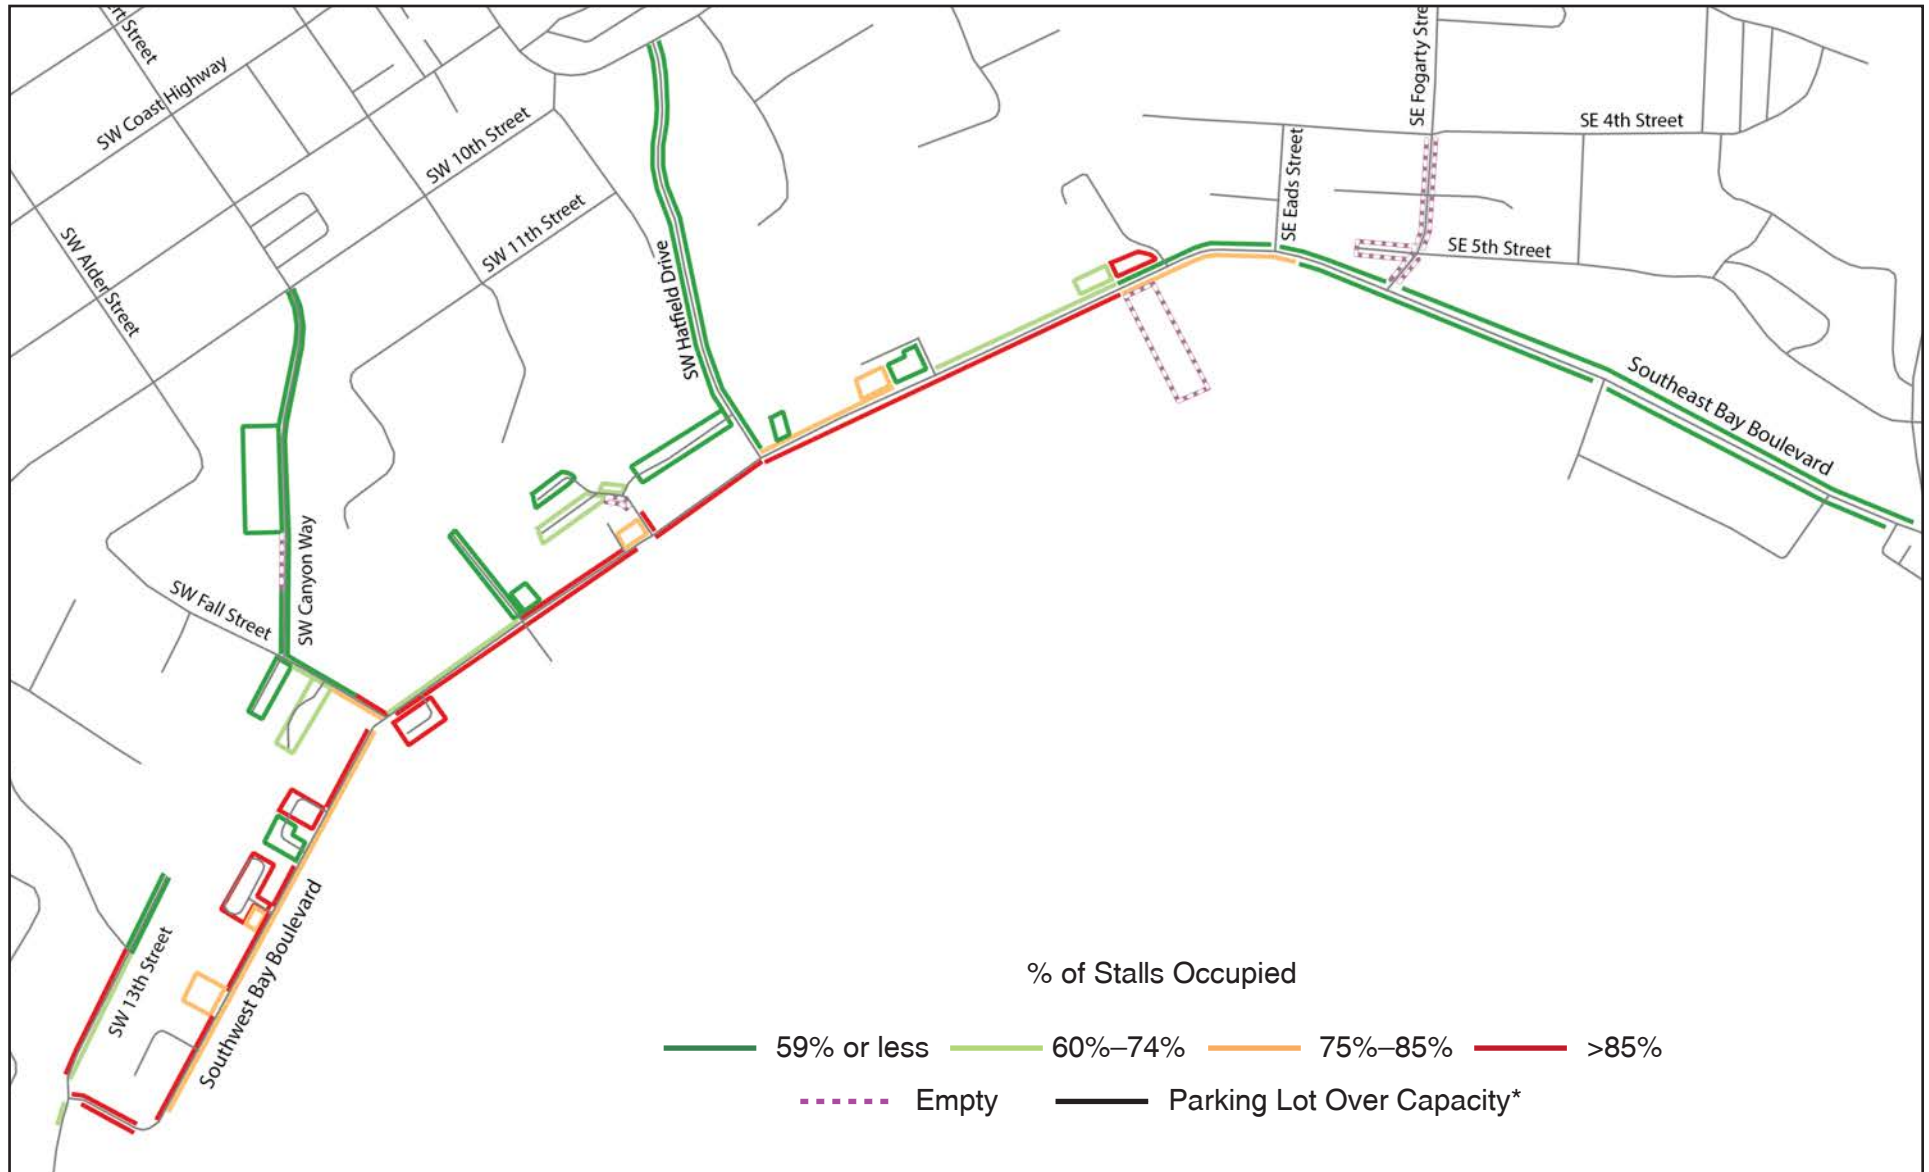 rt Street
SW Coast Highway
SW 10th Street
SW 11th Street
SW Alder Street
SW Hatfield Drive
SE Fogarty Stre
SE 4th Street
SE Eads Street
SE 5th Street
Southeast Bay Boulevard
SW Canyon Way
SW Fall Street
SW 13th Street
Southwest Bay Boulevard
% of Stalls Occupied
59% or less
60%–74%
75%–85%
>85%
Empty
Parking Lot Over Capacity*